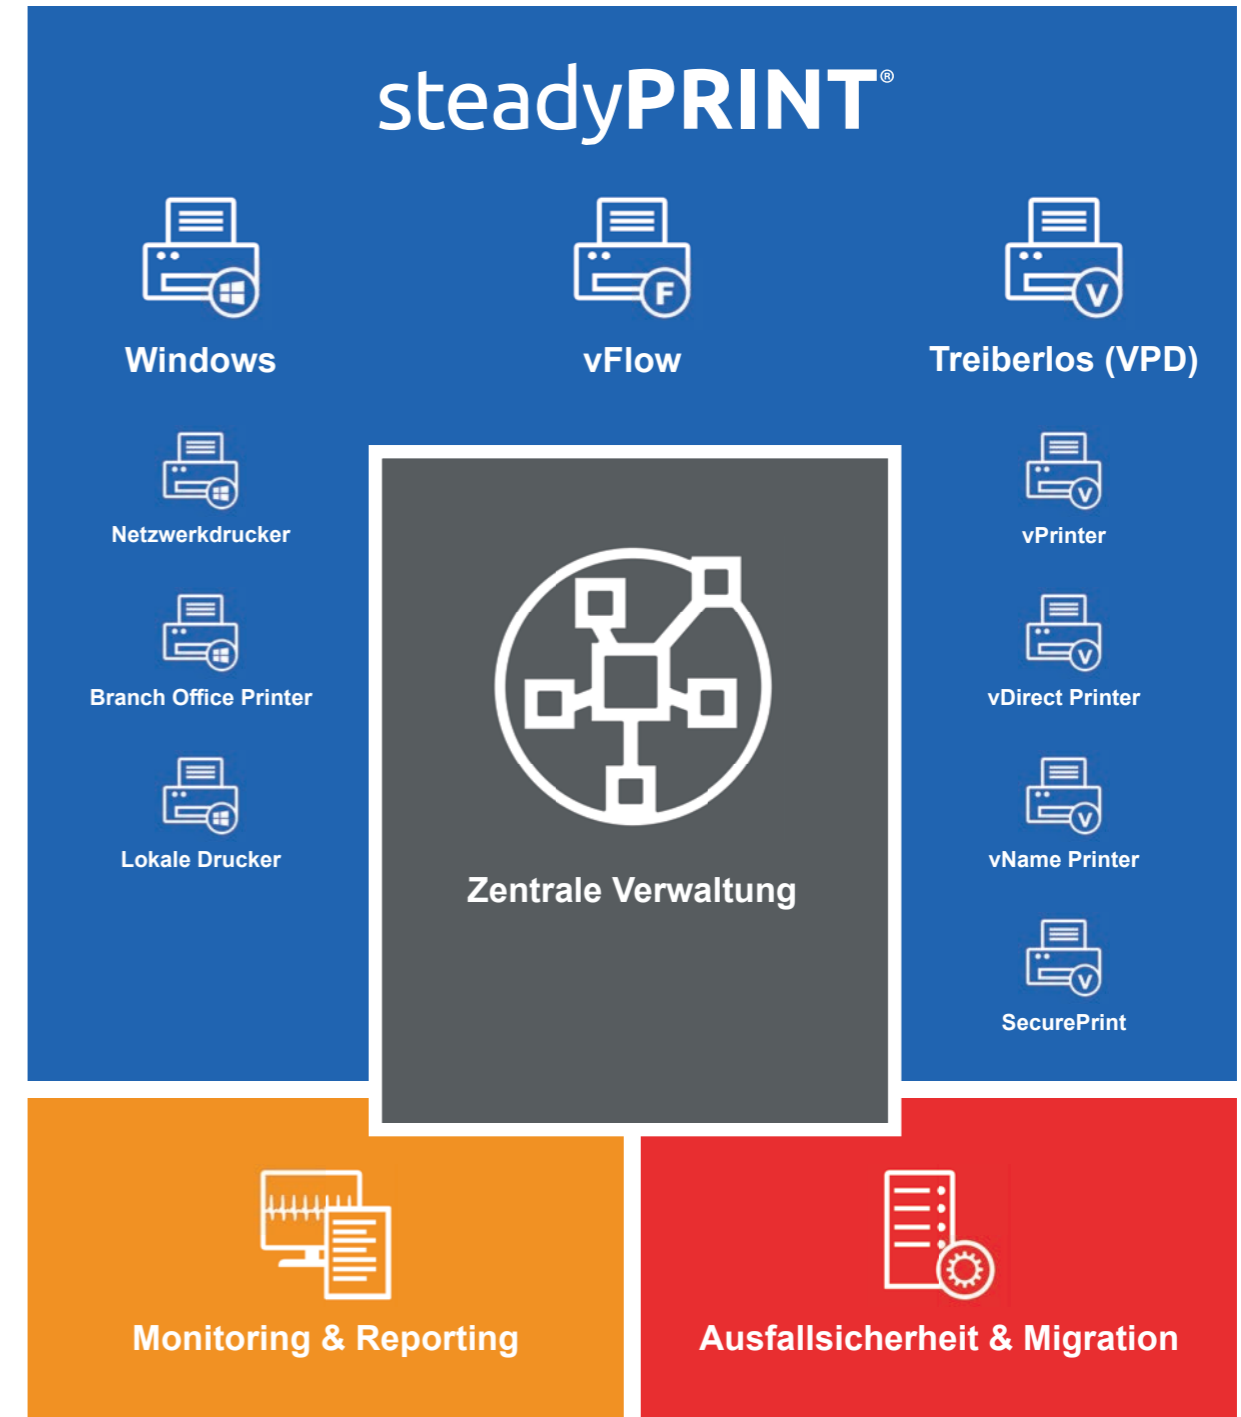 steadyPRINT®
Windows
vFlow
Treiberlos (VPD)
Netzwerkdrucker
Branch Office Printer
Lokale Drucker
Zentrale Verwaltung
vPrinter
vDirect Printer
vName Printer
SecurePrint
Monitoring & Reporting
Ausfallsicherheit & Migration